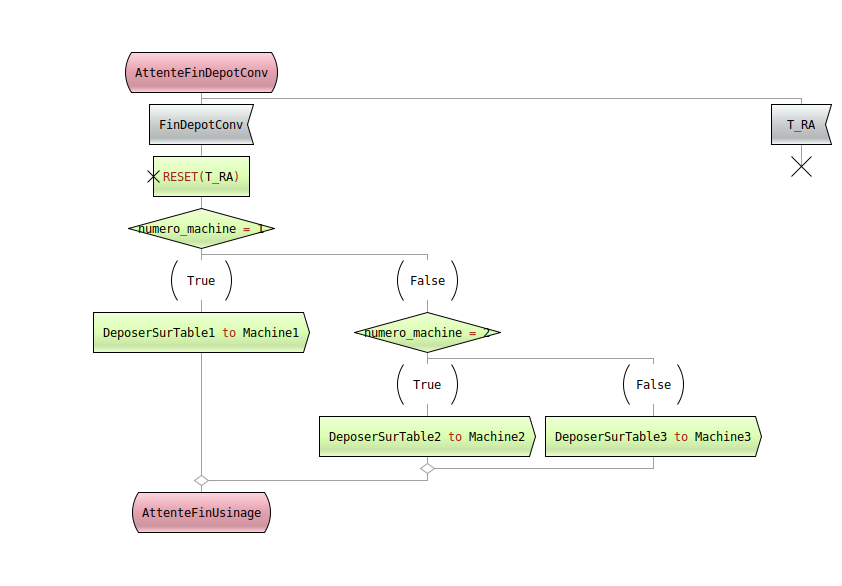 AttenteFinDepotConv
FinDepotConv
T_RA
RESET(T_RA)
numero_machine = 1
True
False
DeposerSurTable1 to Machine1
numero_machine = 2
True
False
DeposerSurTable2 to Machine2
DeposerSurTable3 to Machine3
AttenteFinUsinage